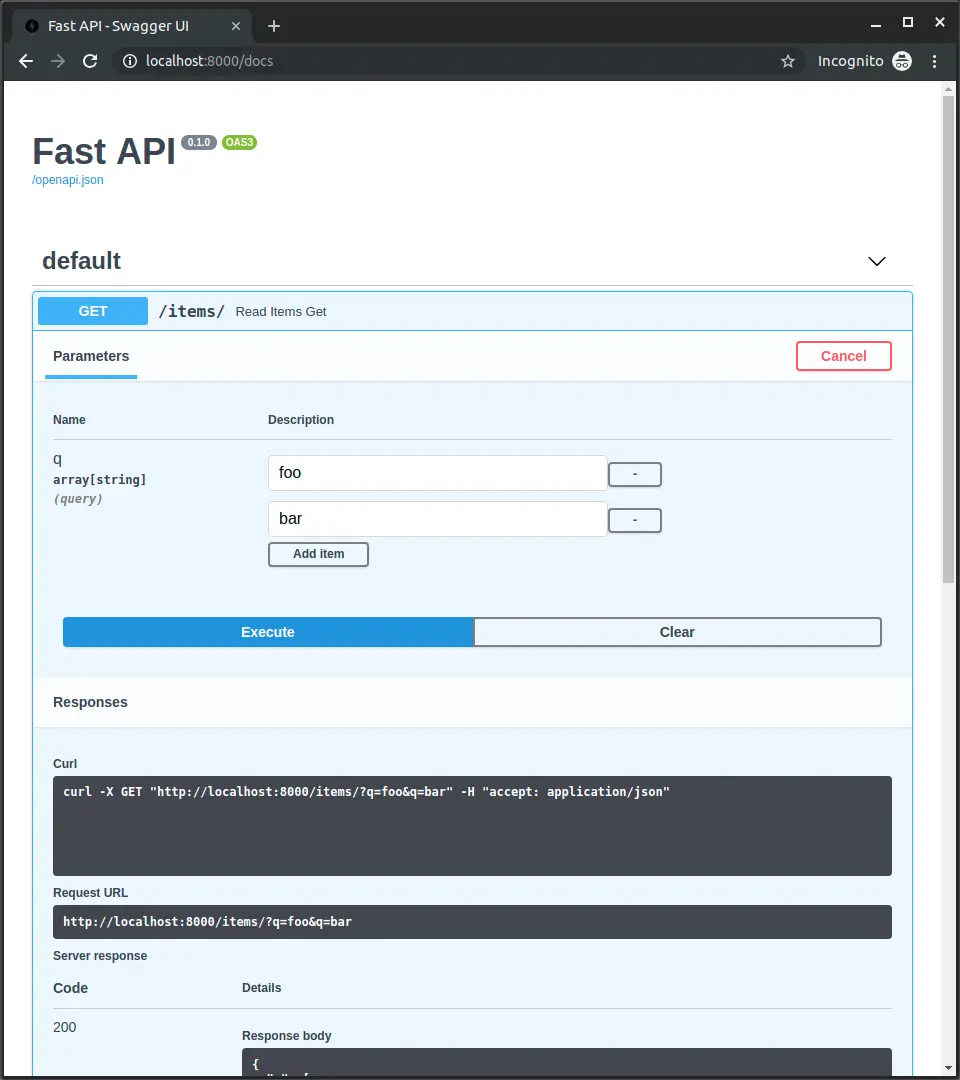 Fast API - Swagger UI
localhost:8000/docs
Incognito
Fast API 0.1.0 OAS3
/openapi.json
default
GET /items/ Read Items Get
Parameters
Cancel
Name Description
q
array[string]
(query)
foo -
bar -
Add item
Execute Clear
Responses
Curl
curl -X GET "http://localhost:8000/items/?q=foo&q=bar" -H "accept: application/json"
Request URL
http://localhost:8000/items/?q=foo&q=bar
Server response
Code Details
200
Response body
{